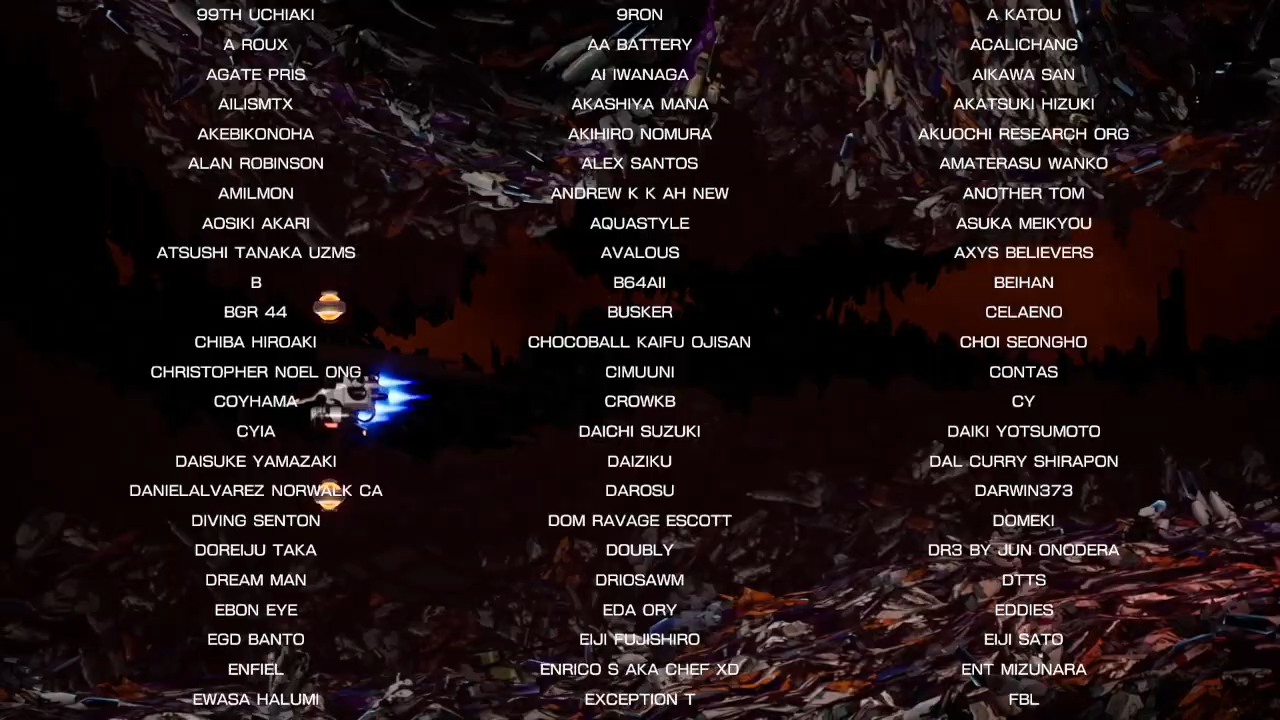 99TH UCHIAKI 9RON A KATOU
A ROUX AA BATTERY ACALICHANG
AGATE PRIS AI IWANAGA AIKAWA SAN
AILISMTX AKASHIYA MANA AKATSUKI HIZUKI
AKEBIKONOHA AKIHIRO NOMURA AKUOCHI RESEARCH ORG
ALAN ROBINSON ALEX SANTOS AMATERASU WANKO
AMILMON ANDREW K K AH NEW ANOTHER TOM
AOSIKI AKARI AQUASTYLE ASUKA MEIKYOU
ATSUSHI TANAKA UZMS AVALOUS AXYS BELIEVERS
B B64AII BEIHAN
BGR 44 BUSKER CELAENO
CHIBA HIROAKI CHOCOBALL KAIFU OJISAN CHOI SEONGHO
CHRISTOPHER NOEL ONG CIMUUNI CONTAS
COYHAMA CROWKB CY
CYIA DAICHI SUZUKI DAIKI YOTSUMOTO
DAISUKE YAMAZAKI DAIZIKU DAL CURRY SHIRAPON
DANIELALVAREZ NORWALK CA DAROSU DARWIN373
DIVING SENTON DOM RAVAGE ESCOTT DOMEKI
DOREIJU TAKA DOUBLY DR3 BY JUN ONODERA
DREAM MAN DRIOSAWM DTTS
EBON EYE EDA ORY EDDIES
EGD BANTO EIJI FUJISHIRO EIJI SATO
ENFIEL ENRICO S AKA CHEF XD ENT MIZUNARA
EWASA HALUMI EXCEPTION T FBL